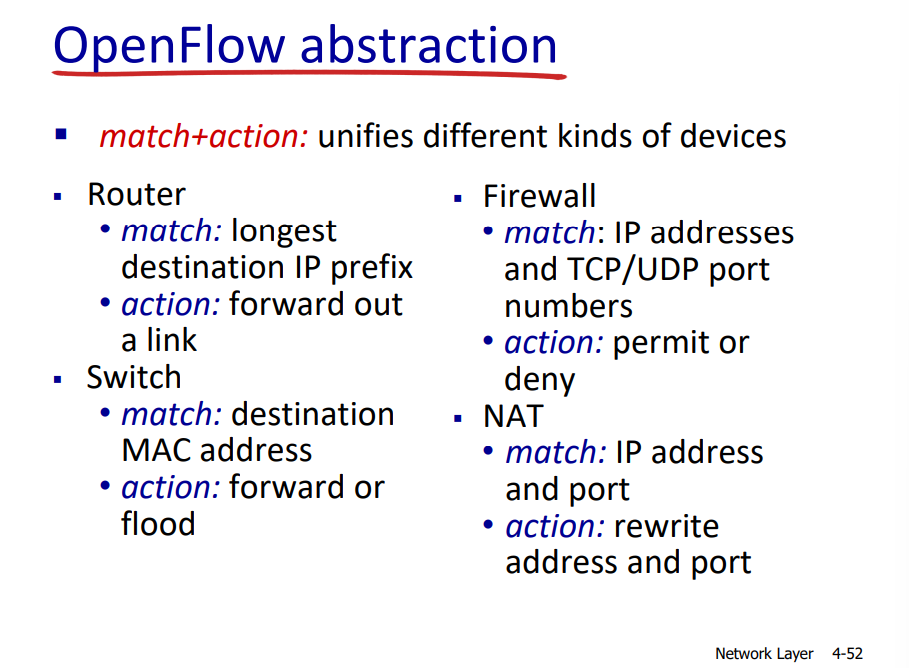 OpenFlow abstraction
▪ match+action: unifies different kinds of devices
▪ Router
• match: longest
destination IP prefix
• action: forward out
a link
▪ Switch
• match: destination
MAC address
• action: forward or
flood
▪ Firewall
• match: IP addresses
and TCP/UDP port
numbers
• action: permit or
deny
▪ NAT
• match: IP address
and port
• action: rewrite
address and port
Network Layer 4-52